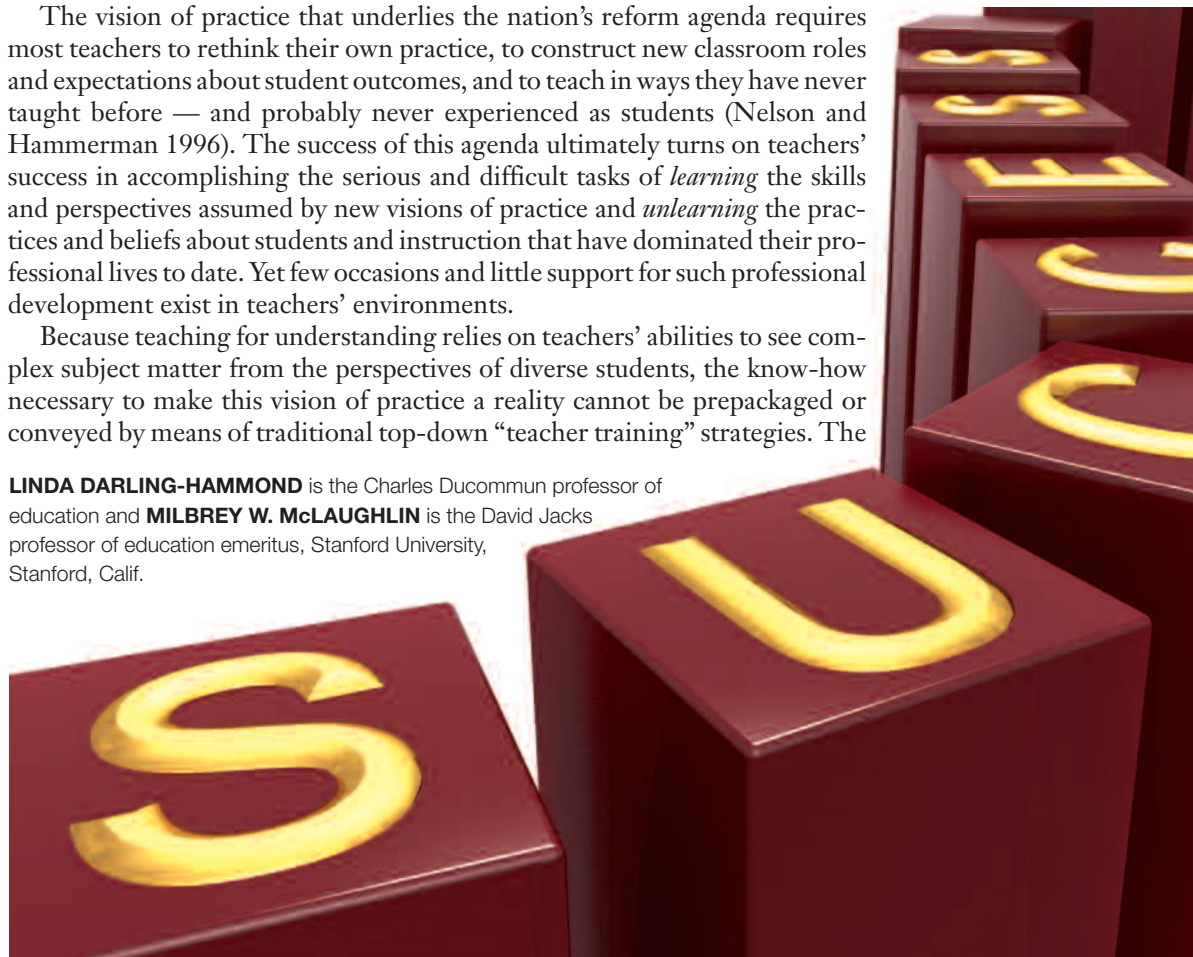 The vision of practice that underlies the nation’s reform agenda requires
most teachers to rethink their own practice, to construct new classroom roles
and expectations about student outcomes, and to teach in ways they have never
taught before — and probably never experienced as students (Nelson and
Hammerman 1996). The success of this agenda ultimately turns on teachers’
success in accomplishing the serious and difficult tasks of learning the skills
and perspectives assumed by new visions of practice and unlearning the prac-
tices and beliefs about students and instruction that have dominated their pro-
fessional lives to date. Yet few occasions and little support for such professional
development exist in teachers’ environments.
Because teaching for understanding relies on teachers’ abilities to see com-
plex subject matter from the perspectives of diverse students, the know-how
necessary to make this vision of practice a reality cannot be prepackaged or
conveyed by means of traditional top-down “teacher training” strategies. The
LINDA DARLING-HAMMOND is the Charles Ducommun professor of
education and MILBREY W. McLAUGHLIN is the David Jacks
professor of education emeritus, Stanford University,
Stanford, Calif.
S
U
C
C
E
S
S